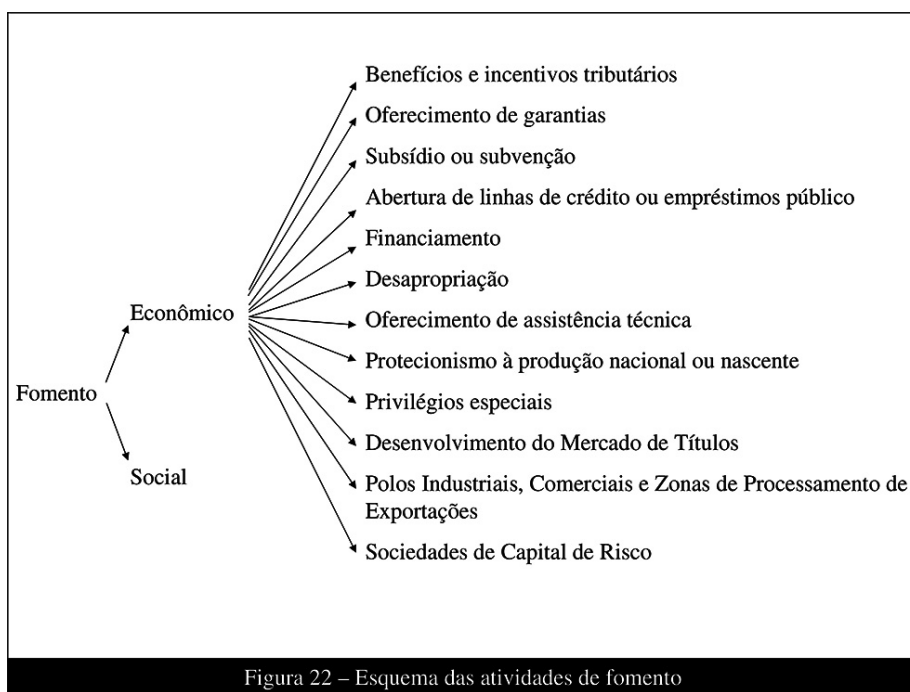 Benefícios e incentivos tributários
Oferecimento de garantias
Subsídio ou subvenção
Abertura de linhas de crédito ou empréstimos público
Financiamento
Desapropriação
Econômico
Oferecimento de assistência técnica
Protecionismo à produção nacional ou nascente
Fomento
Privilégios especiais
Desenvolvimento do Mercado de Títulos
Social
Polos Industriais, Comerciais e Zonas de Processamento de
Exportações
Sociedades de Capital de Risco
Figura 22 – Esquema das atividades de fomento